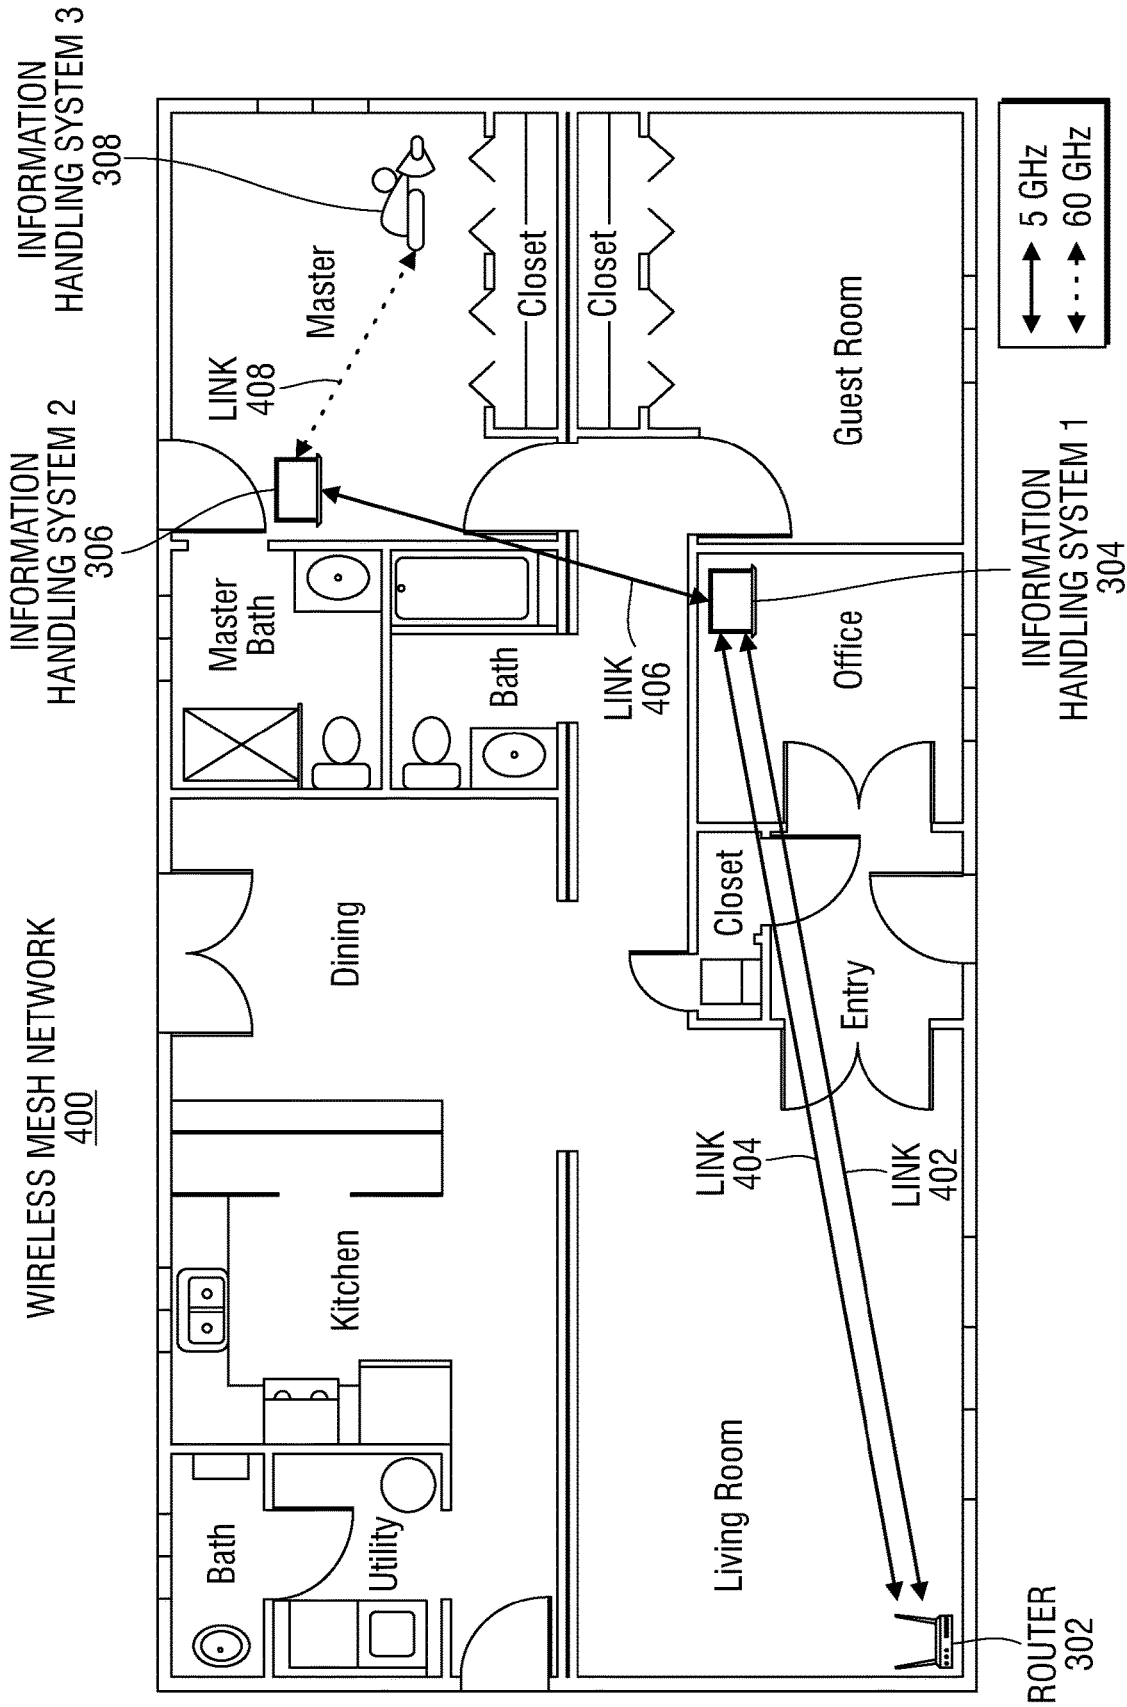 WIRELESS MESH NETWORK
400
INFORMATION
HANDLING SYSTEM 2
306
INFORMATION
HANDLING SYSTEM 3
308
Bath
Utility
Kitchen
Dining
Master
Bath
Bath
LINK
408
Master
Closet
Closet
LINK
406
Living Room
LINK
404
LINK
402
Entry
Closet
Office
Guest Room
ROUTER
302
INFORMATION
HANDLING SYSTEM 1
304
5 GHz
60 GHz